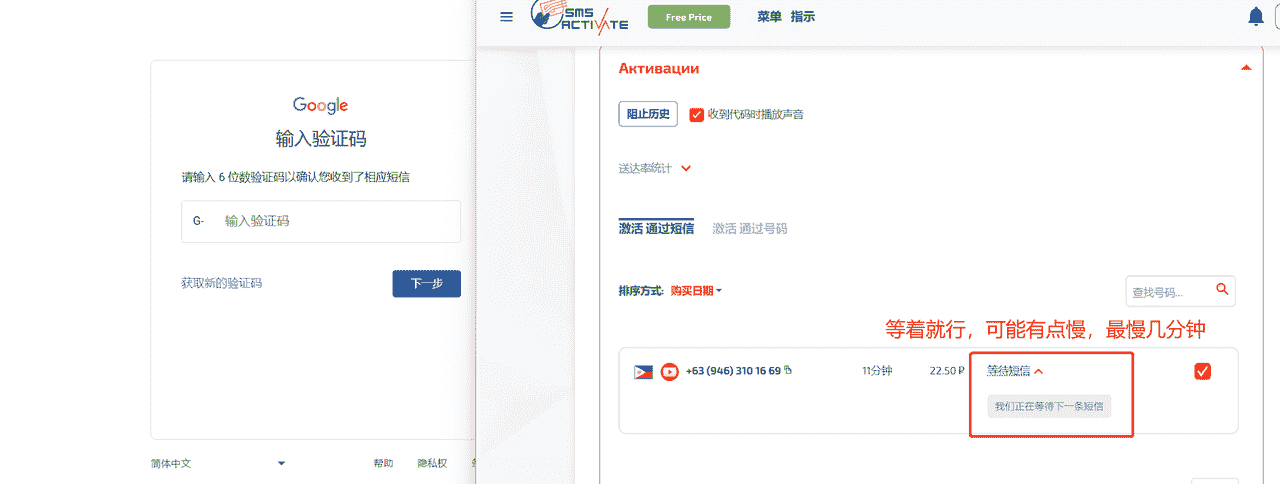 Google
输入验证码
请输入 6 位数验证码以确认您收到了相应短信
G- 输入验证码
获取新的验证码 下一步
简体中文 帮助 隐私权
SMS ACTIVATE Free Price 菜单 指示
Активации
阻止历史 收到代码时播放声音
送达率统计
激活 通过短信 激活 通过号码
排序方式: 购买日期 查找号码...
等着就行，可能有点慢，最慢几分钟
+63 (946) 310 16 69 11分钟 22.50 ₽ 等待短信
我们正在等待下一条短信